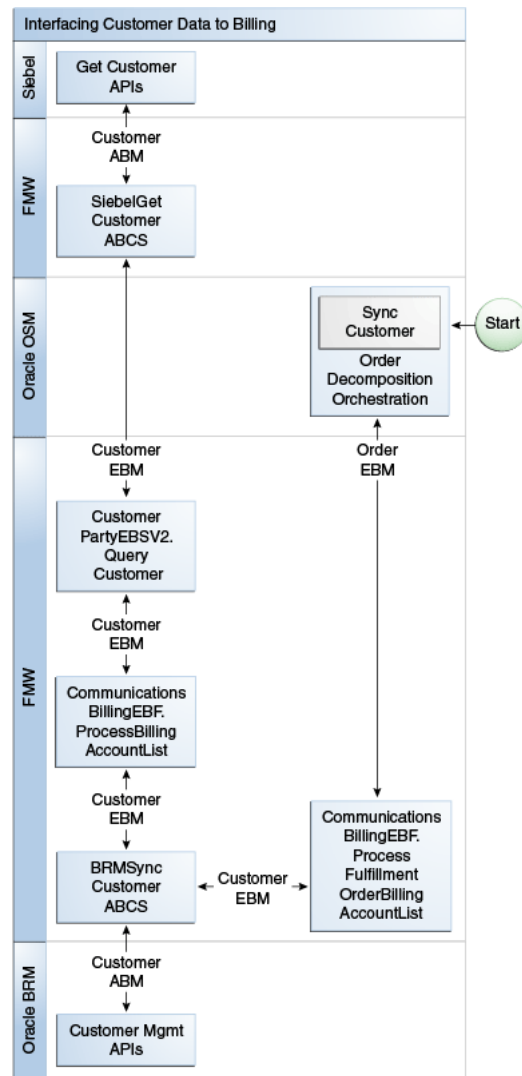 Interfacing Customer Data to Billing
Siebel
Get Customer
APIs
Customer
ABM
FMW
SiebelGet
Customer
ABCS
Oracle OSM
Sync
Customer
Order
Decomposition
Orchestration
Start
Customer
EBM
Order
EBM
FMW
Customer
PartyEBSV2.
Query
Customer
Customer
EBM
Communications
BillingEBF.
ProcessBilling
AccountList
Customer
EBM
BRMSync
Customer
ABCS
Customer
EBM
Communications
BillingEBF.
Process
Fulfillment
OrderBilling
AccountList
Customer
ABM
Oracle BRM
Customer Mgmt
APIs